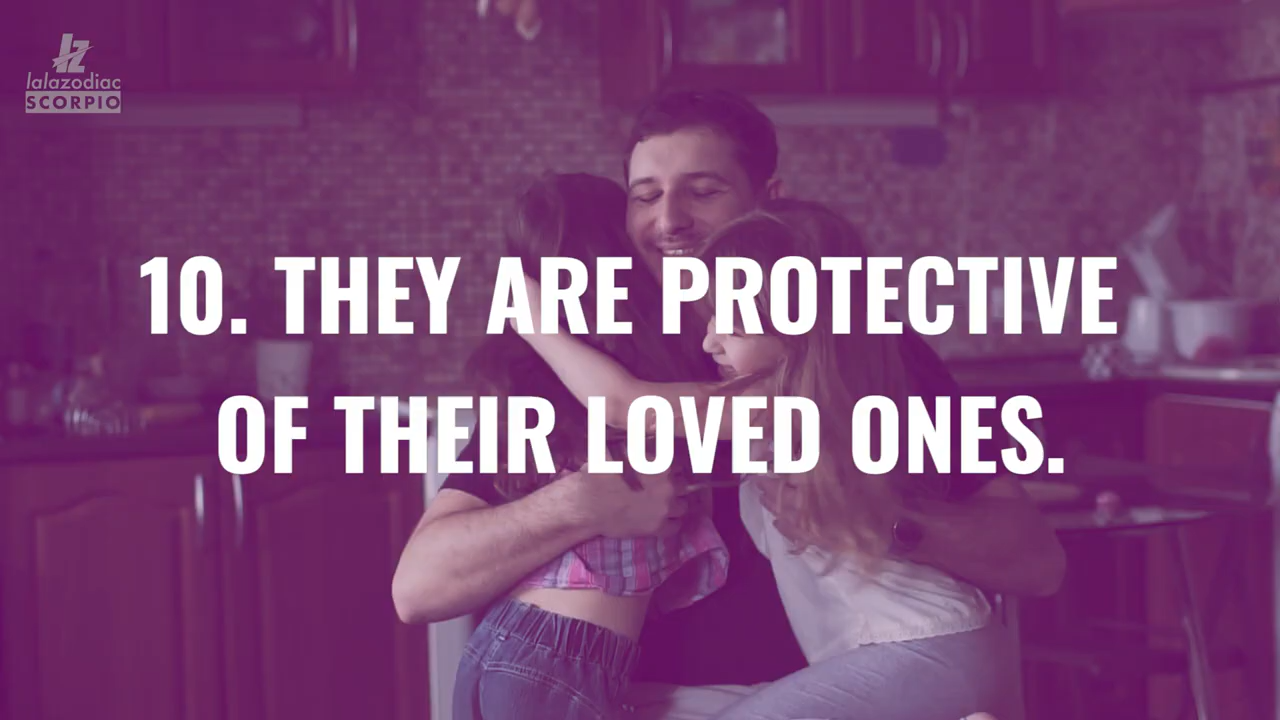 lalazodiac
SCORPIO
10. THEY ARE PROTECTIVE
OF THEIR LOVED ONES.